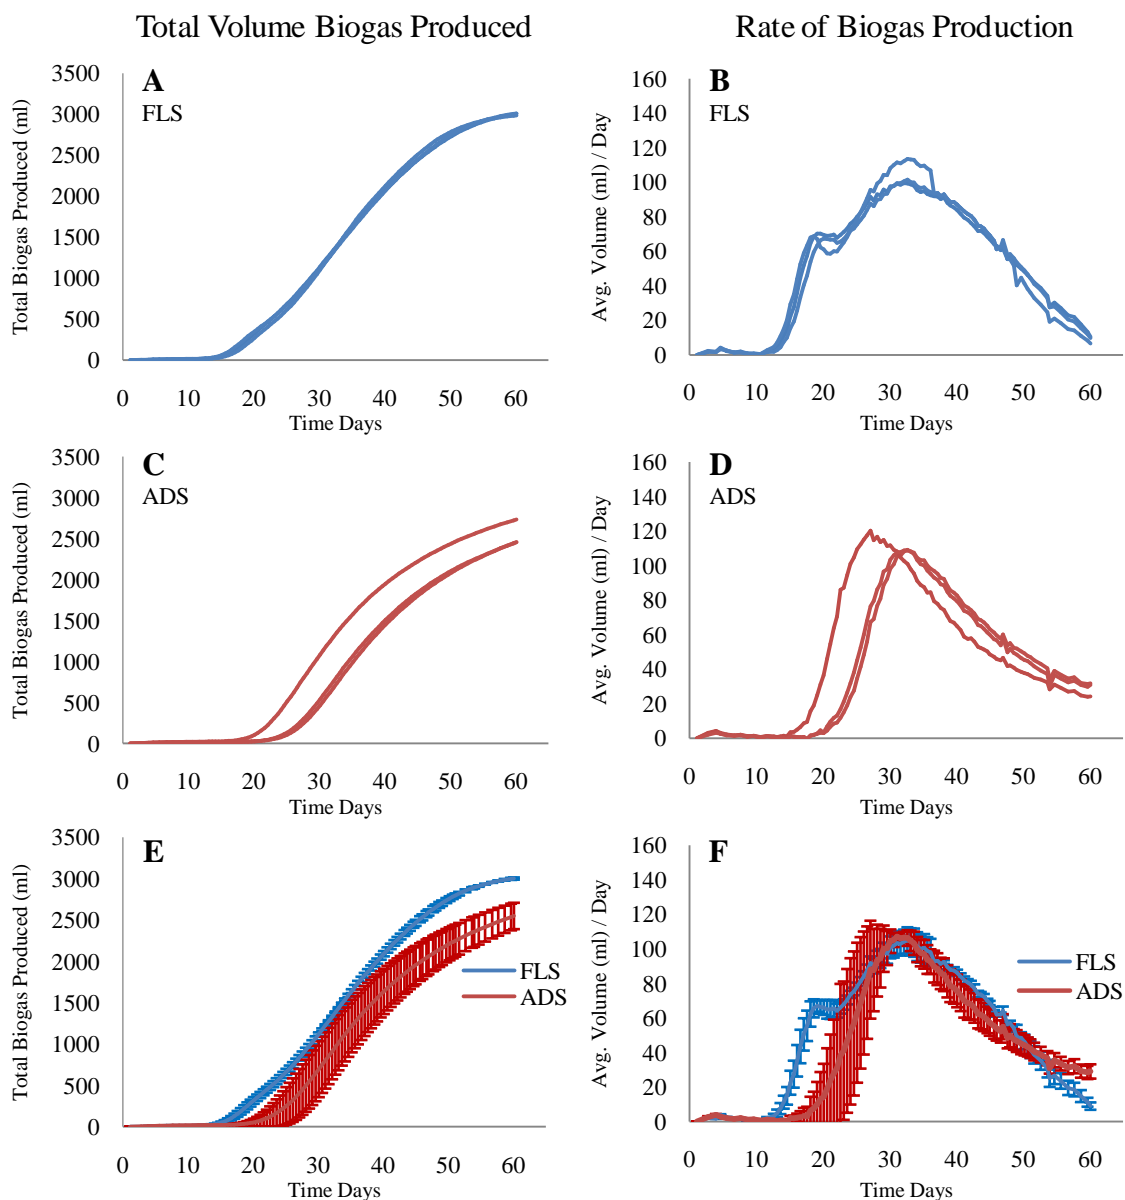 Total Volume Biogas Produced
Rate of Biogas Production
A
FLS
Total Biogas Produced (ml)
3500
3000
2500
2000
1500
1000
500
0
0 10 20 30 40 50 60
Time Days
B
FLS
Avg. Volume (ml) / Day
160
140
120
100
80
60
40
20
0
0 10 20 30 40 50 60
Time Days
C
ADS
Total Biogas Produced (ml)
3500
3000
2500
2000
1500
1000
500
0
0 10 20 30 40 50 60
Time Days
D
ADS
Avg. Volume (ml) / Day
160
140
120
100
80
60
40
20
0
0 10 20 30 40 50 60
Time Days
E
Total Biogas Produced (ml)
3500
3000
2500
2000
1500
1000
500
0
0 10 20 30 40 50 60
Time Days
FLS
ADS
F
Avg. Volume (ml) / Day
160
140
120
100
80
60
40
20
0
0 10 20 30 40 50 60
Time Days
FLS
ADS